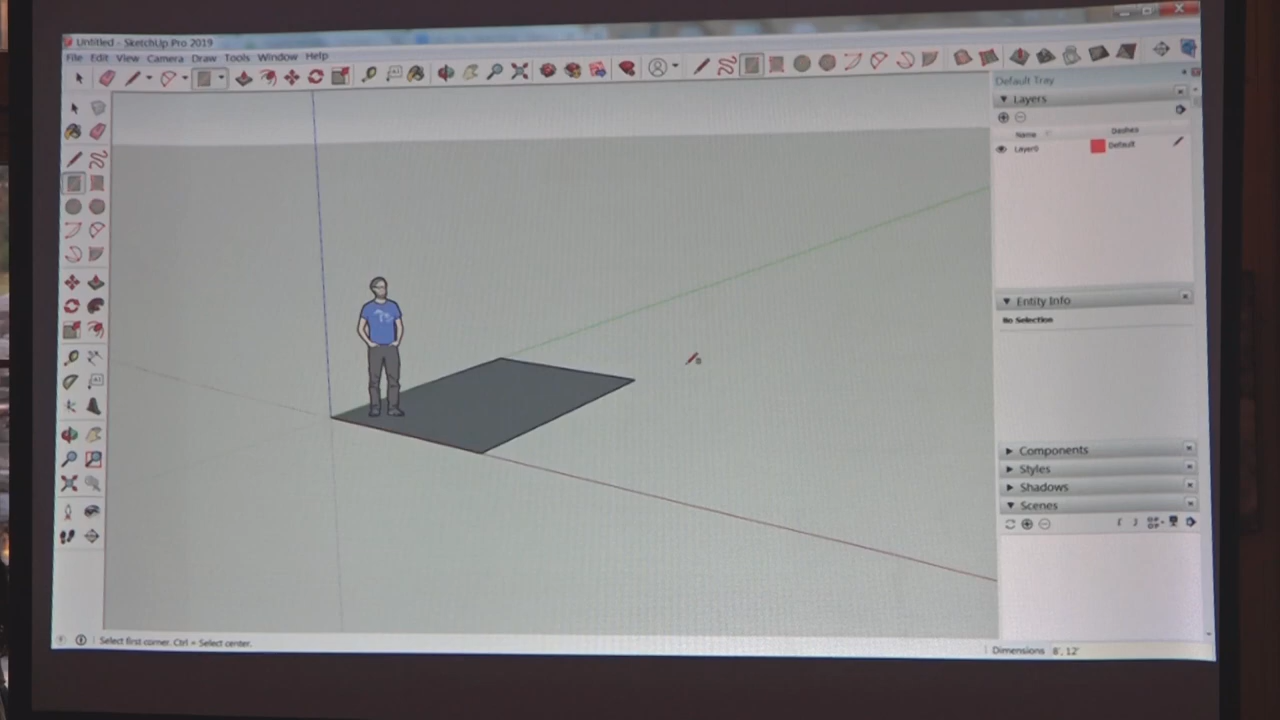 Untitled - SketchUp Pro 2019
File Edit View Camera Draw Tools Window Help
Default Tray
Layers
Name Dashes
Layer0 Default
Entity Info
No Selection
Components
Styles
Shadows
Scenes
Select first corner. Ctrl = Select center.
Dimensions 8', 12'